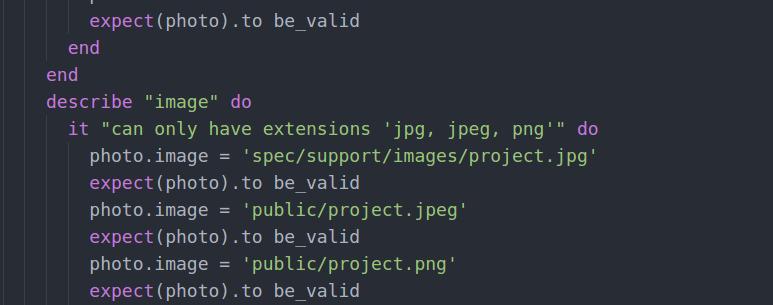 expect(photo).to be_valid
end
end
describe "image" do
it "can only have extensions 'jpg, jpeg, png'" do
photo.image = 'spec/support/images/project.jpg'
expect(photo).to be_valid
photo.image = 'public/project.jpeg'
expect(photo).to be_valid
photo.image = 'public/project.png'
expect(photo).to be_valid